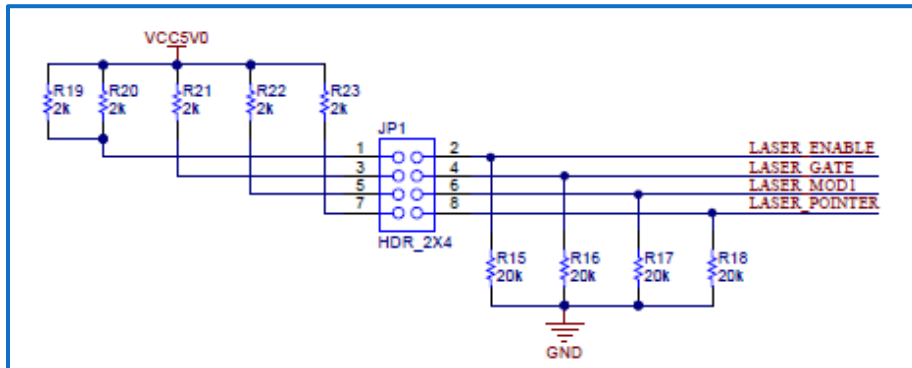 VCC5V0
R19 R20 R21 R22 R23
2k 2k 2k 2k 2k
JP1
1 2 LASER_ENABLE
3 4 LASER_GATE
5 6 LASER_MOD1
7 8 LASER_POINTER
HDR_2X4
R15 R16 R17 R18
20k 20k 20k 20k
GND